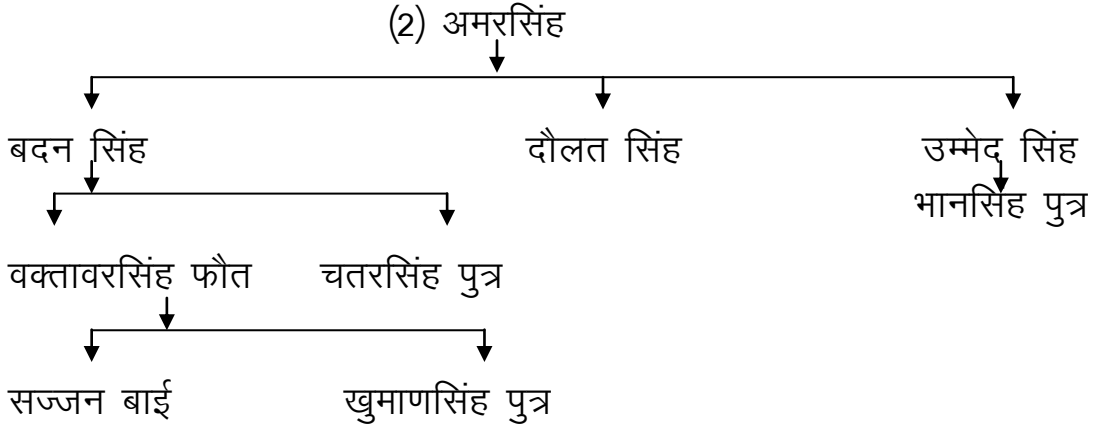 (2) अमरसिंह
बदन सिंह दौलत सिंह उम्मेद सिंह
भानसिंह पुत्र
वक्तावरसिंह फौत चतरसिंह पुत्र
सज्जन बाई खुमाणसिंह पुत्र